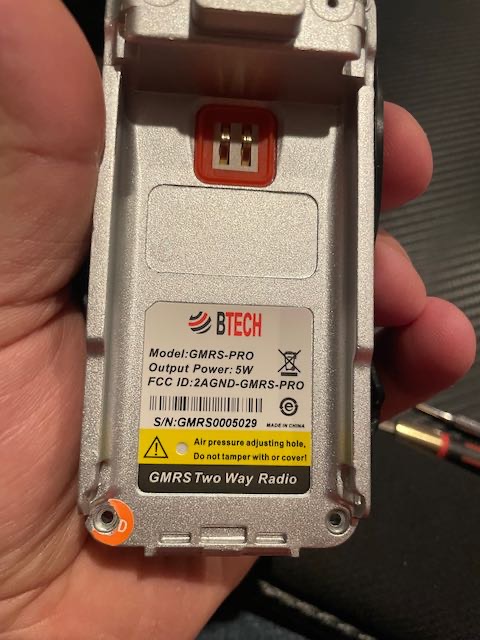 BTECH
Model:GMRS-PRO
Output Power: 5W
FCC ID:2AGND-GMRS-PRO
S/N:GMRS0005029
MADE IN CHINA
Air pressure adjusting hole,
Do not tamper with or cover!
GMRS Two Way Radio